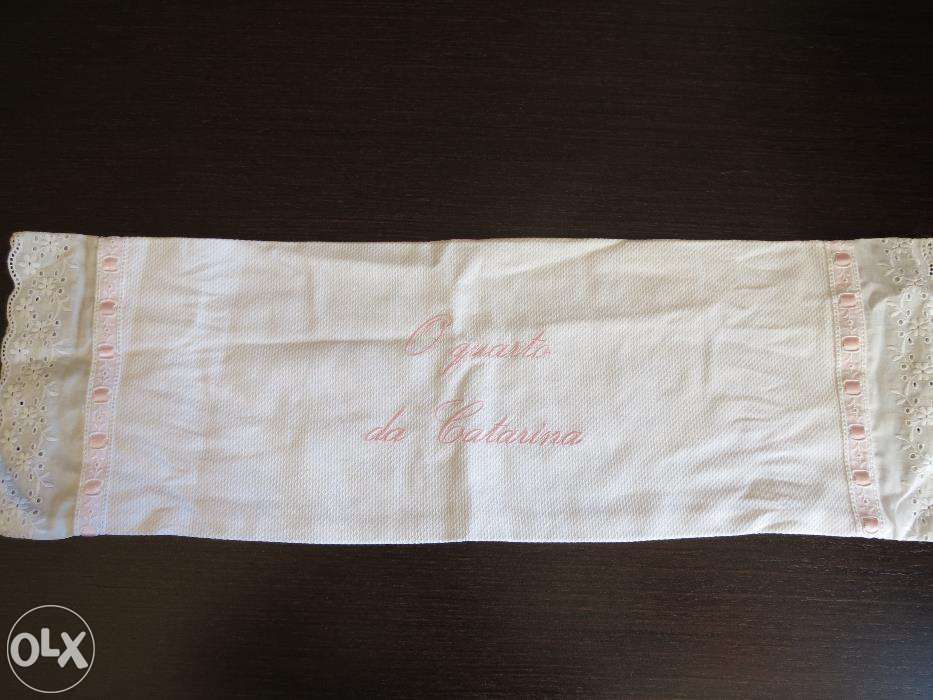 O quarto
da Catarina
OLX